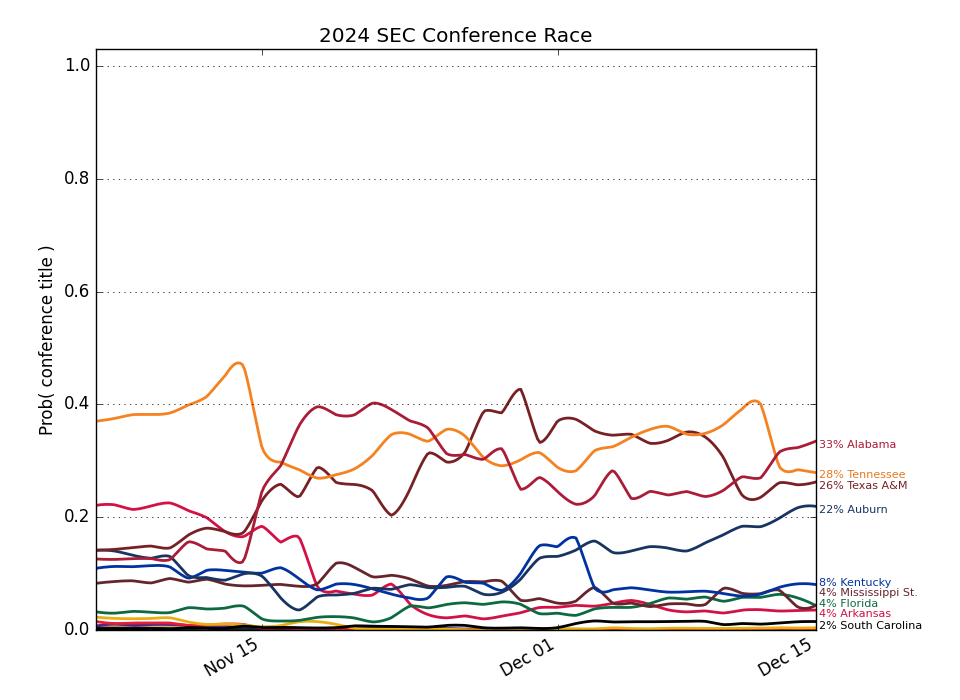 2024 SEC Conference Race
Prob( conference title )
1.0
0.8
0.6
0.4
0.2
0.0
33% Alabama
28% Tennessee
26% Texas A&M
22% Auburn
8% Kentucky
4% Mississippi St.
4% Florida
4% Arkansas
2% South Carolina
Nov 15
Dec 01
Dec 15